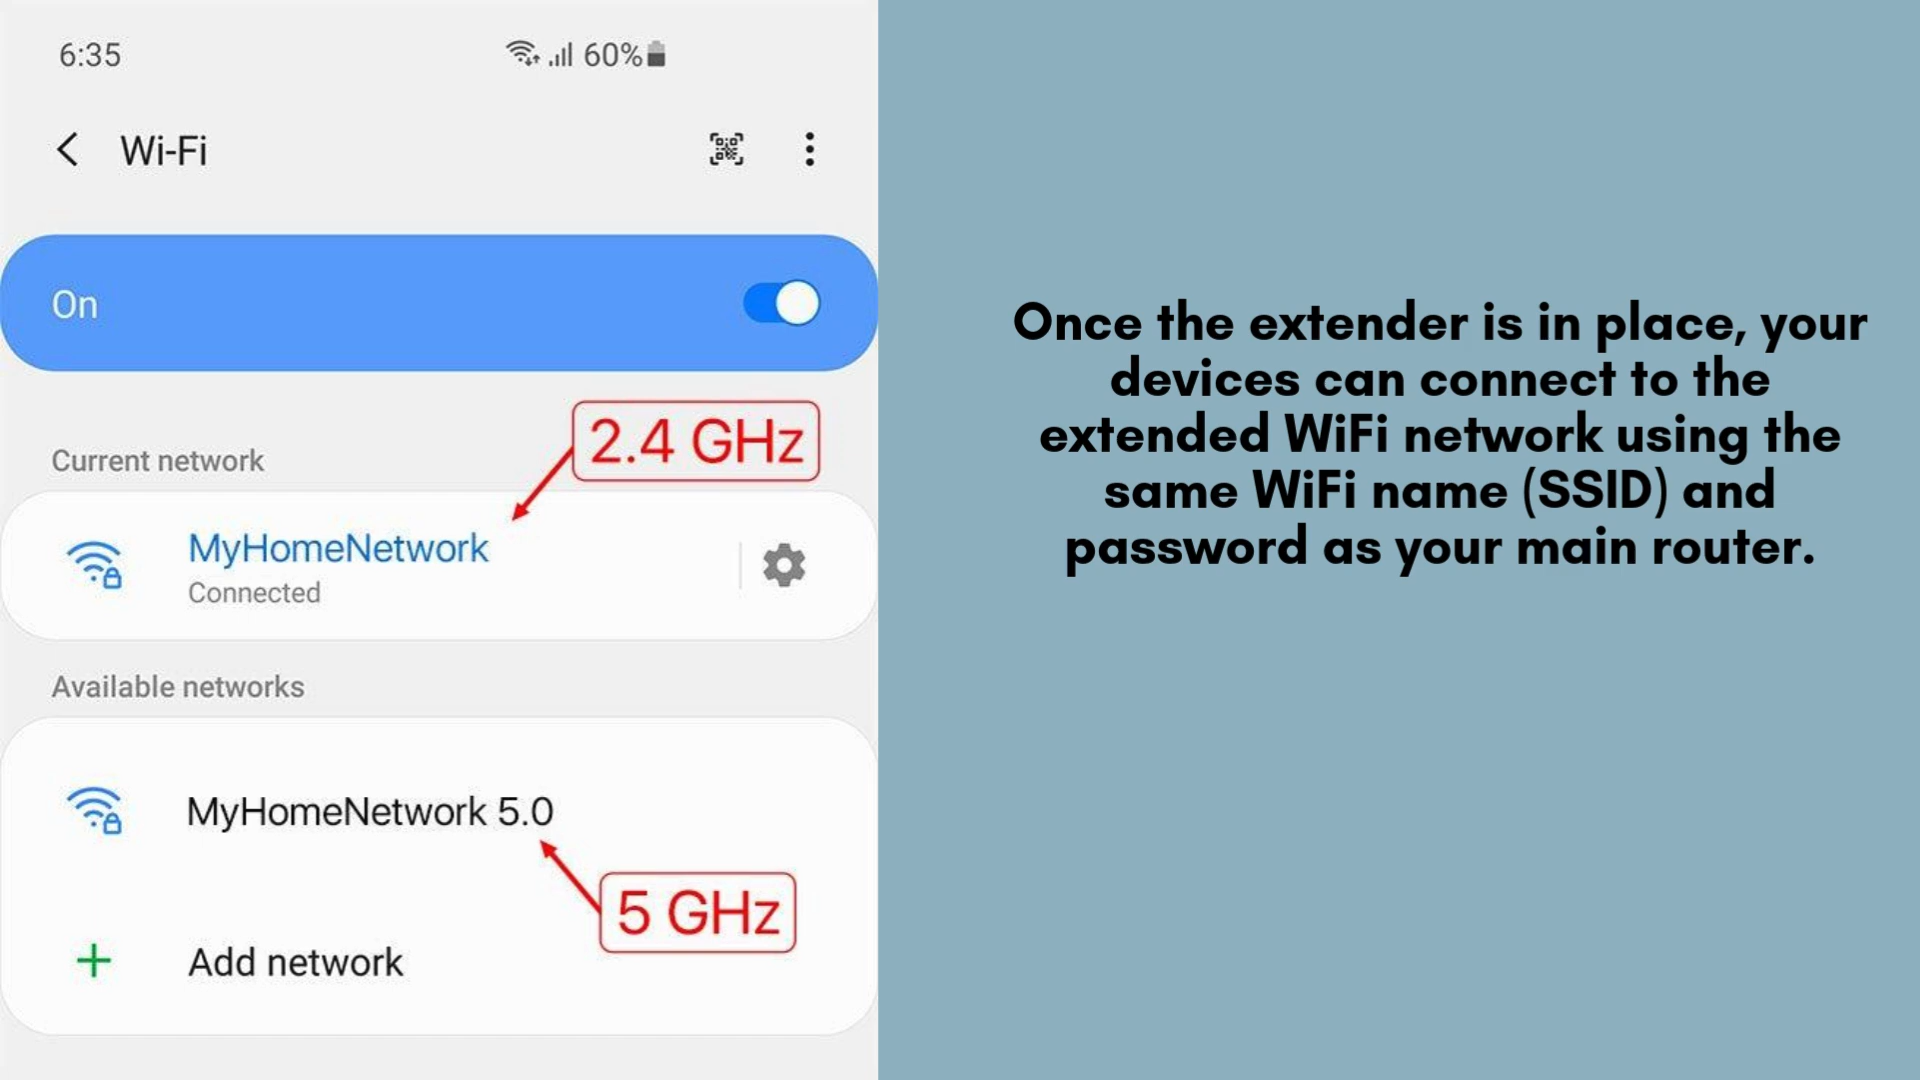 6:35
60%
Wi-Fi
On
2.4 GHz
Current network
MyHomeNetwork
Connected
Available networks
MyHomeNetwork 5.0
5 GHz
Add network
Once the extender is in place, your
devices can connect to the
extended WiFi network using the
same WiFi name (SSID) and
password as your main router.